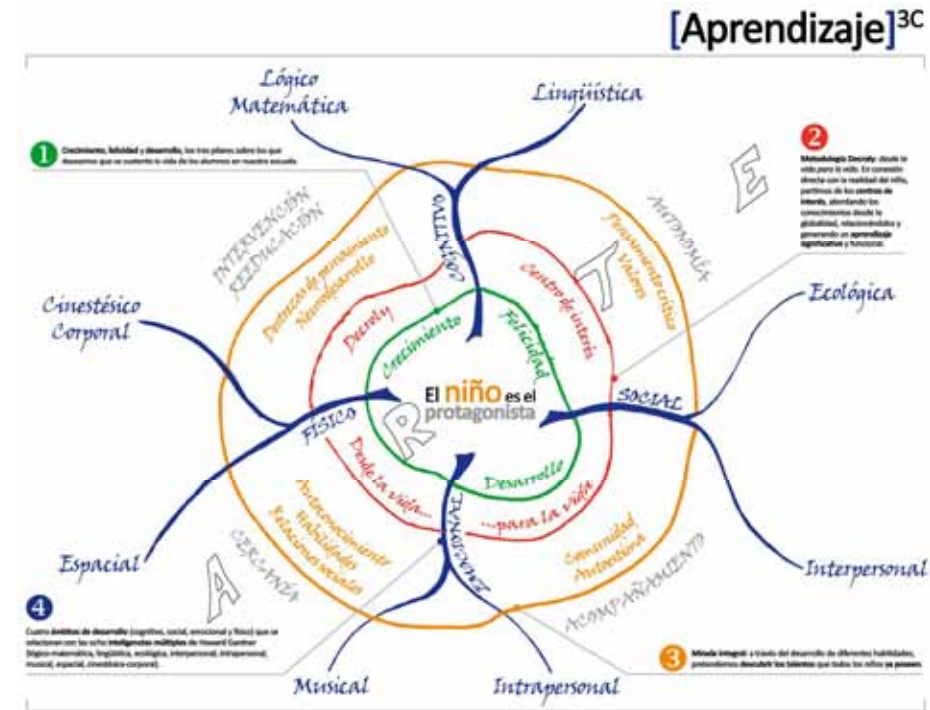 [Aprendizaje]3C
Lógico
Matemática
Lingüística
1
Crecimiento, felicidad y desarrollo, los tres pilares sobre los que
deseamos que se sustente la vida de los alumnos en nuestra escuela.
2
Metodología Decroly: desde la
vida para la vida. En conexión
directa con la realidad del niño,
partimos de los centros de
interés, abordando los
conocimientos desde la
globalidad, relacionándolos y
generando un aprendizaje
significativo y funcional.
INTERVENCIÓN
REEDUCACIÓN
AUTONOMÍA
E
T
R
A
COGNITIVO
Destrezas de pensamiento
Neurodesarrollo
Pensamiento crítico
Valores
Decroly
Centro de interés
Crecimiento
Felicidad
Cinestésico
Corporal
Ecológica
El niño es el
protagonista
SOCIAL
FÍSICO
Desarrollo
Desde la vida...
...para la vida
EMOCIONAL
Autoconocimiento
Habilidades
Relaciones sociales
Comunidad
Autoestima
CERCANÍA
ACOMPAÑAMIENTO
Espacial
Interpersonal
4
Cuatro ámbitos de desarrollo (cognitivo, social, emocional y físico) que se
relacionan con las ocho inteligencias múltiples de Howard Gardner
(lógico-matemática, lingüística, ecológica, interpersonal, intrapersonal,
musical, espacial, cinestésico-corporal).
3
Mirada integral: a través del desarrollo de diferentes habilidades,
pretendemos descubrir los talentos que todos los niños ya poseen.
Musical
Intrapersonal